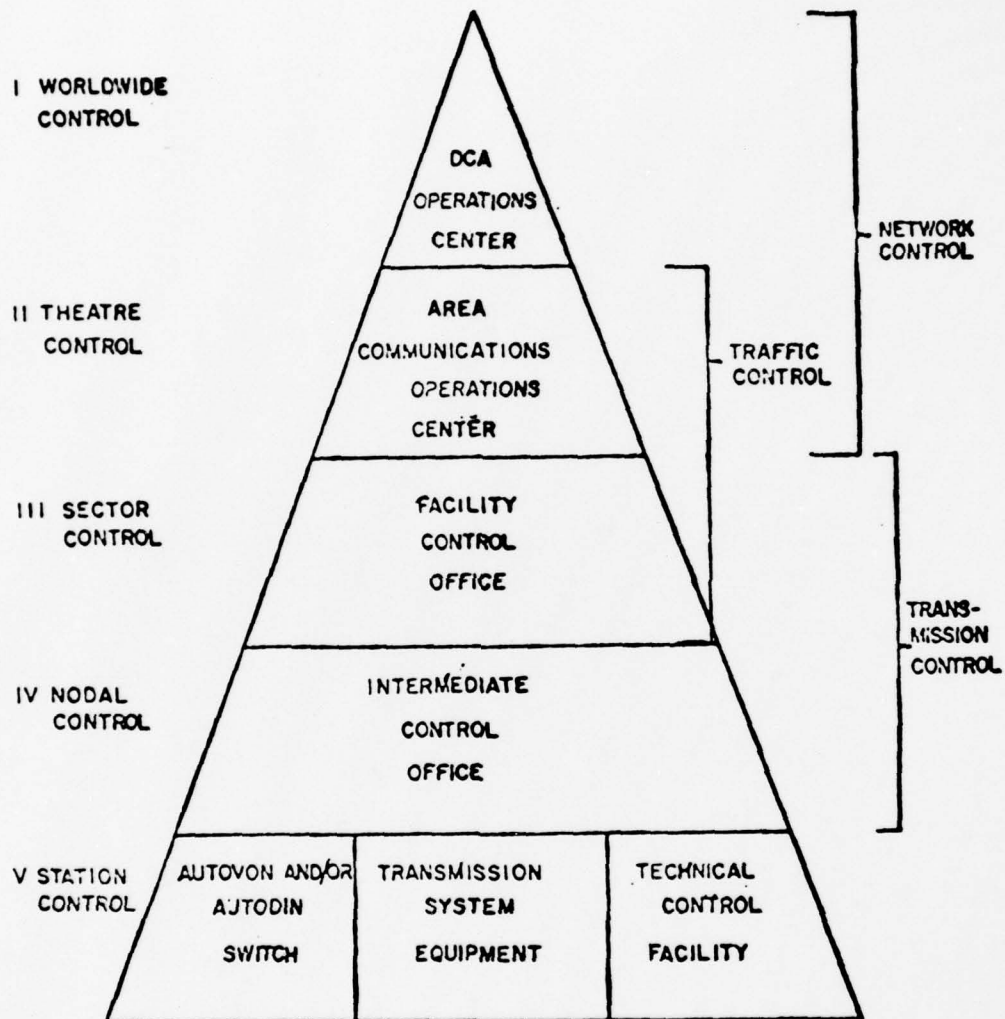 I WORLDWIDE
CONTROL
DCA
OPERATIONS
CENTER
NETWORK
CONTROL
II THEATRE
CONTROL
AREA
COMMUNICATIONS
OPERATIONS
CENTER
TRAFFIC
CONTROL
III SECTOR
CONTROL
FACILITY
CONTROL
OFFICE
TRANS-
MISSION
CONTROL
IV NODAL
CONTROL
INTERMEDIATE
CONTROL
OFFICE
V STATION
CONTROL
AUTOVON AND/OR
AUTODIN
SWITCH
TRANSMISSION
SYSTEM
EQUIPMENT
TECHNICAL
CONTROL
FACILITY